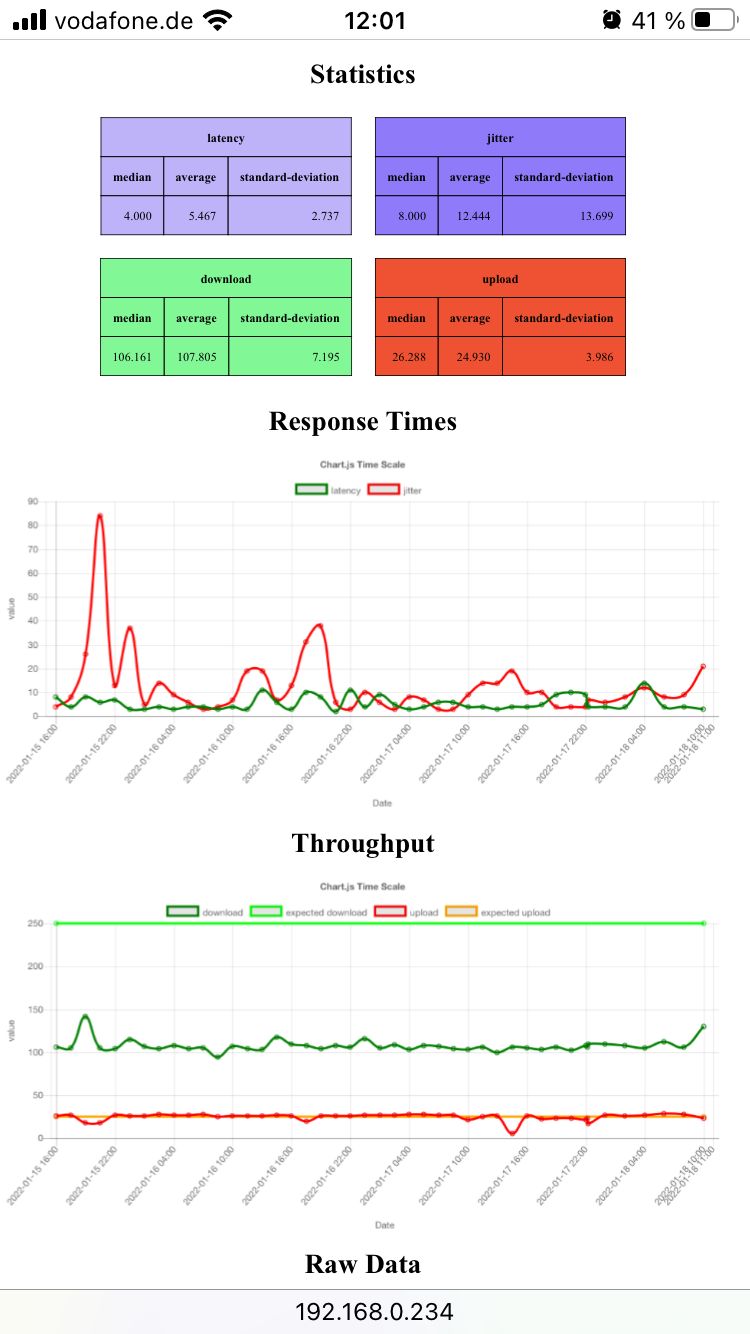 vodafone.de 12:01 41 %
Statistics
latency jitter
median average standard-deviation median average standard-deviation
4.000 5.467 2.737 8.000 12.444 13.699
download upload
median average standard-deviation median average standard-deviation
106.161 107.805 7.195 26.288 24.930 3.986
Response Times
Chart.js Time Scale
latency jitter
90
80
70
60
50
40
30
20
10
0
value
2022-01-15 16:00 2022-01-15 22:00 2022-01-16 04:00 2022-01-16 10:00 2022-01-16 16:00 2022-01-16 22:00 2022-01-17 04:00 2022-01-17 10:00 2022-01-17 16:00 2022-01-17 22:00 2022-01-18 04:00 2022-01-18 10:00 2022-01-18 11:00
Date
Throughput
Chart.js Time Scale
download expected download upload expected upload
250
200
150
100
50
0
value
2022-01-15 16:00 2022-01-15 22:00 2022-01-16 04:00 2022-01-16 10:00 2022-01-16 16:00 2022-01-16 22:00 2022-01-17 04:00 2022-01-17 10:00 2022-01-17 16:00 2022-01-17 22:00 2022-01-18 04:00 2022-01-18 10:00 2022-01-18 11:00
Date
Raw Data
192.168.0.234